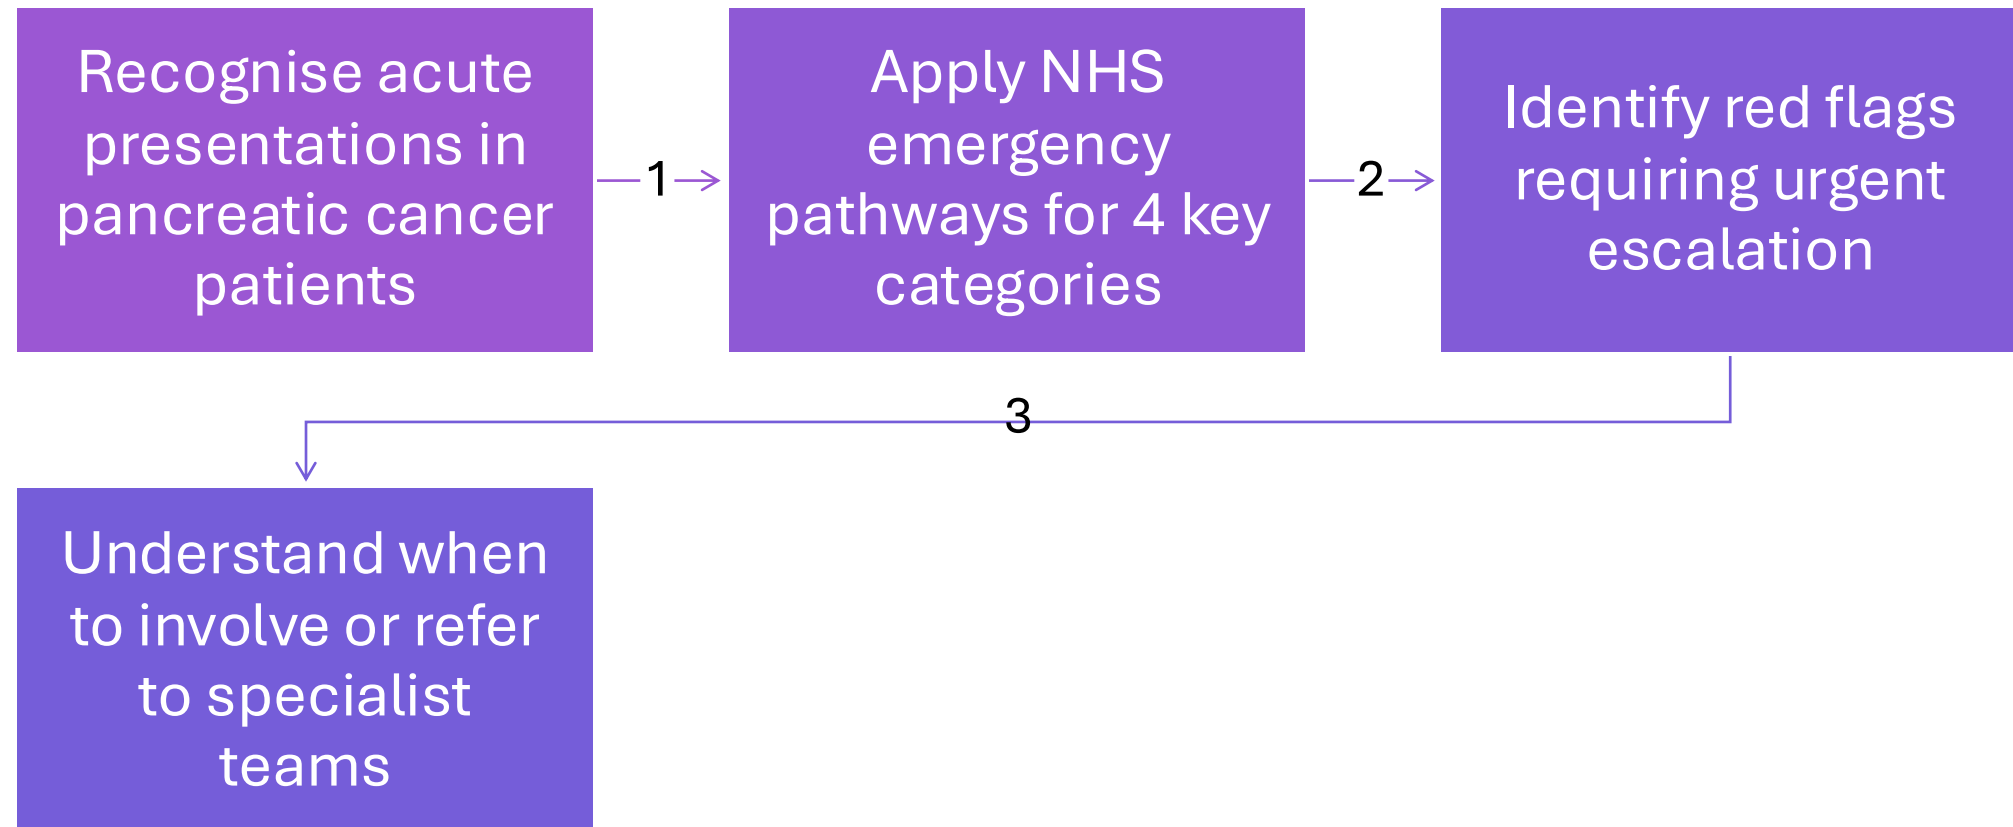 Recognise acute
presentations in
pancreatic cancer
patients
1
Apply NHS
emergency
pathways for 4 key
categories
2
Identify red flags
requiring urgent
escalation
3
Understand when
to involve or refer
to specialist
teams